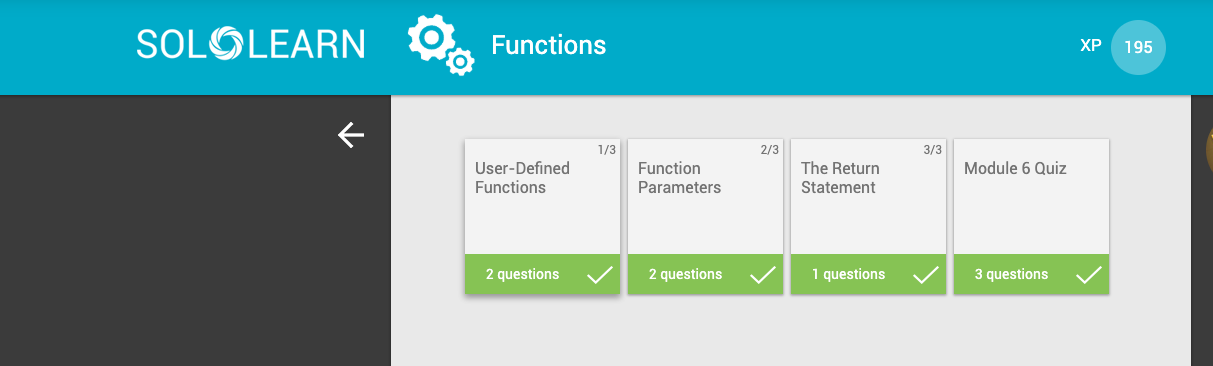 SOLOLEARN
Functions
XP 195
1/3
User-Defined
Functions
2 questions
2/3
Function
Parameters
2 questions
3/3
The Return
Statement
1 questions
Module 6 Quiz
3 questions